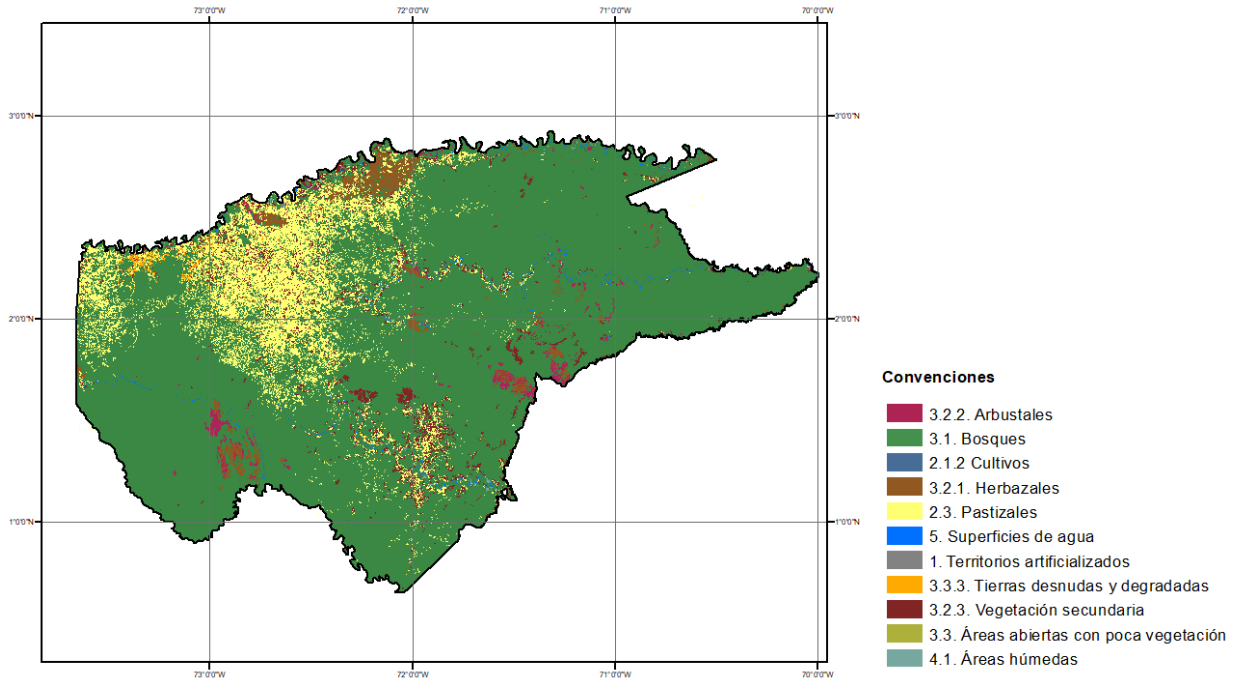 73°0'0"W 72°0'0"W 71°0'0"W 70°0'0"W
3°0'0"N 3°0'0"N
2°0'0"N 2°0'0"N
1°0'0"N 1°0'0"N
73°0'0"W 72°0'0"W 71°0'0"W 70°0'0"W
Convenciones
3.2.2. Arbustales
3.1. Bosques
2.1.2 Cultivos
3.2.1. Herbazales
2.3. Pastizales
5. Superficies de agua
1. Territorios artificializados
3.3.3. Tierras desnudas y degradadas
3.2.3. Vegetación secundaria
3.3. Áreas abiertas con poca vegetación
4.1. Áreas húmedas